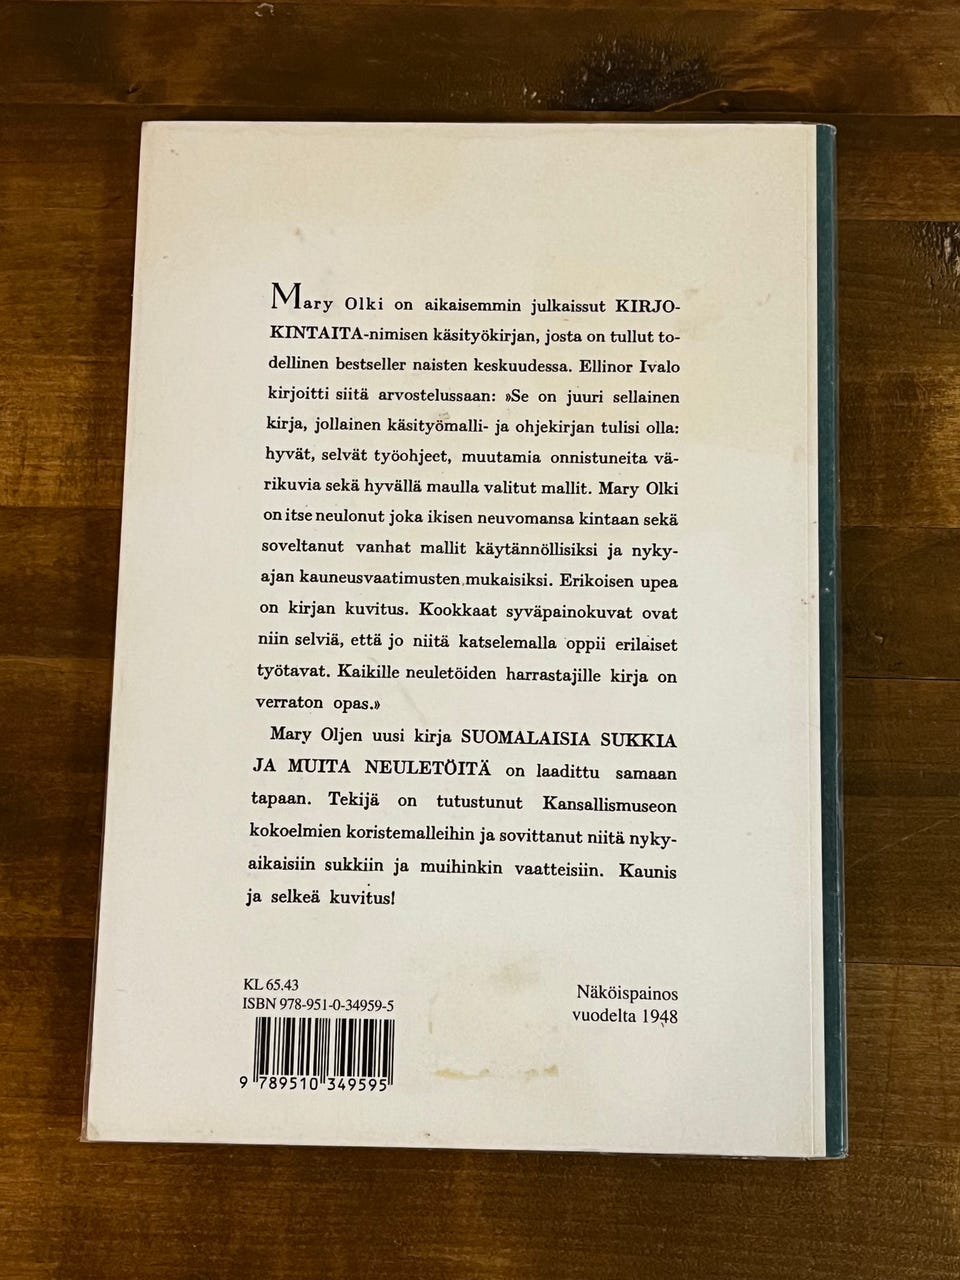 Mary Olki on aikaisemmin julkaissut KIRJO-
KINTAITA-nimisen käsityökirjan, josta on tullut to-
dellinen bestseller naisten keskuudessa. Ellinor Ivalo
kirjoitti siitä arvostelussaan: »Se on juuri sellainen
kirja, jollainen käsityömalli- ja ohjekirjan tulisi olla:
hyvät, selvät työohjeet, muutamia onnistuneita vä-
rikuvia sekä hyvällä maulla valitut mallit. Mary Olki
on itse neulonut joka ikisen neuvomansa kintaan sekä
soveltanut vanhat mallit käytännöllisiksi ja nyky-
ajan kauneusvaatimusten mukaisiksi. Erikoisen upea
on kirjan kuvitus. Kookkaat syväpainokuvat ovat
niin selviä, että jo niitä katselemalla oppii erilaiset
työtavat. Kaikille neuletöiden harrastajille kirja on
verraton opas.»
Mary Oljen uusi kirja SUOMALAISIA SUKKIA
JA MUITA NEULETÖITÄ on laadittu samaan
tapaan. Tekijä on tutustunut Kansallismuseon
kokoelmien koristemalleihin ja sovittanut niitä nyky-
aikaisiin sukkiin ja muihinkin vaatteisiin. Kaunis
ja selkeä kuvitus!
KL 65.43
ISBN 978-951-0-34959-5
9 789510 349595
Näköispainos
vuodelta 1948